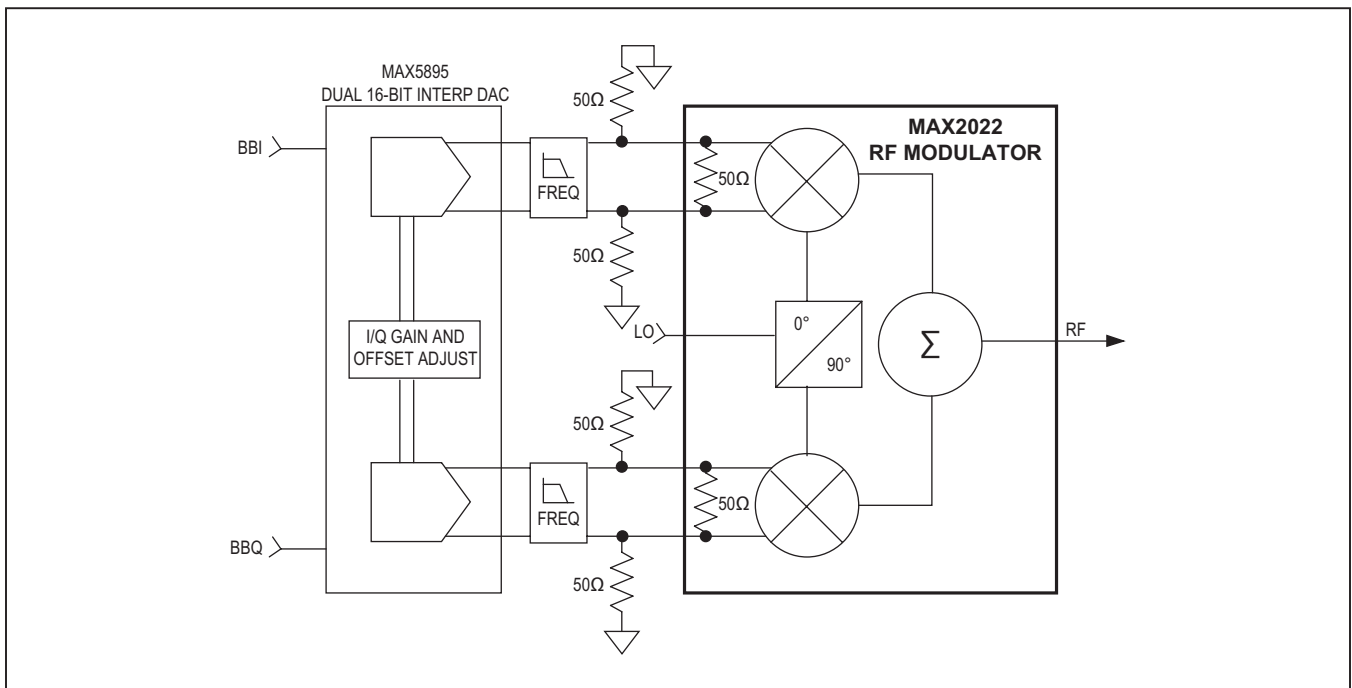 MAX5895
DUAL 16-BIT INTERP DAC
BBI
I/Q GAIN AND
OFFSET ADJUST
BBQ
FREQ
FREQ
50Ω
50Ω
50Ω
50Ω
50Ω
50Ω
MAX2022
RF MODULATOR
LO
0°
90°
Σ
RF